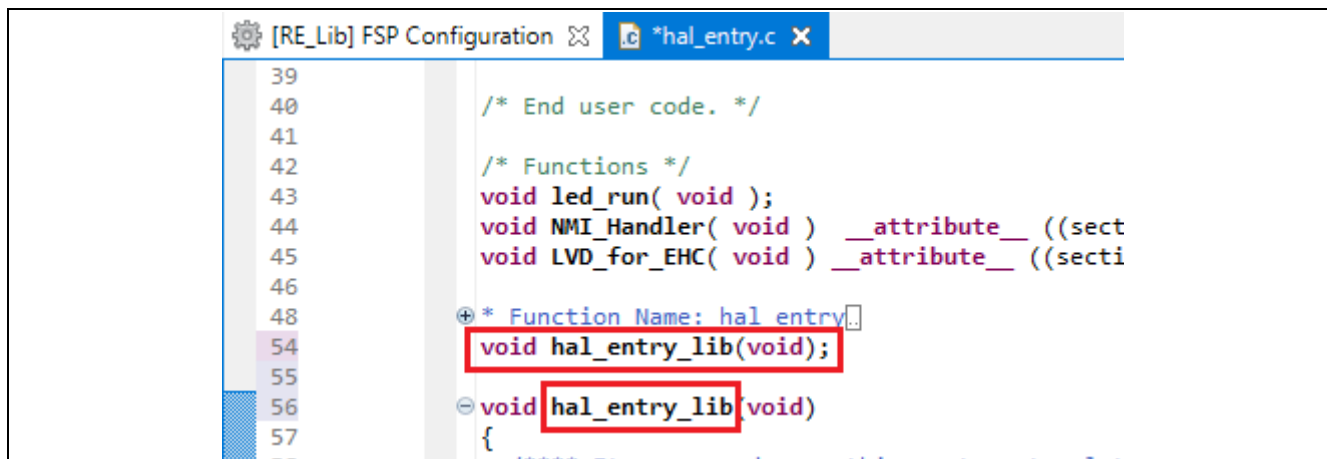 [RE_Lib] FSP Configuration *hal_entry.c
39
40 /* End user code. */
41
42 /* Functions */
43 void led_run( void );
44 void NMI_Handler( void ) __attribute__ ((sect
45 void LVD_for_EHC( void ) __attribute__ ((secti
46
48 * Function Name: hal entry..
54 void hal_entry_lib(void);
55
56 void hal_entry_lib(void)
57 {